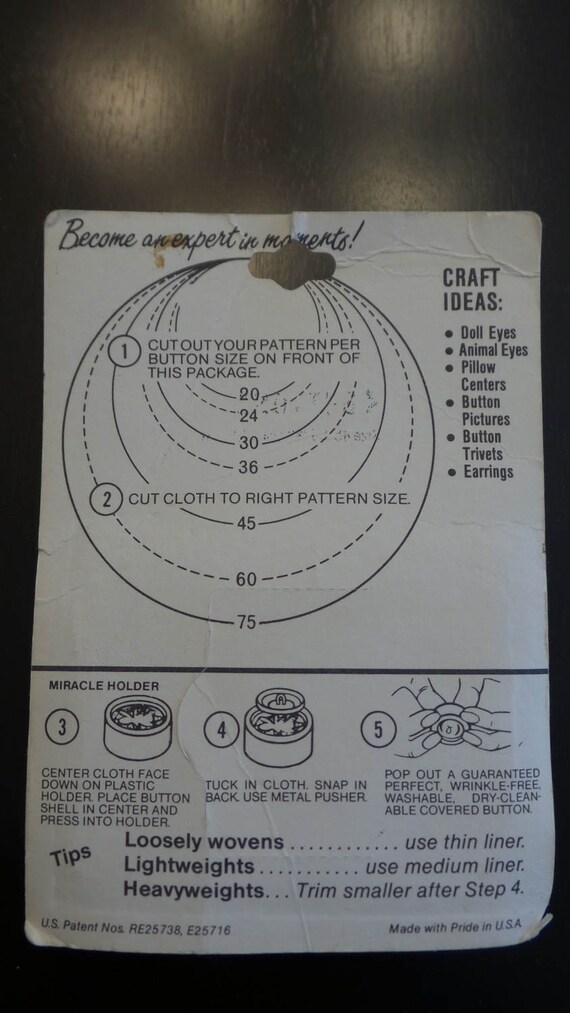 Become an expert in moments!
CRAFT
IDEAS:
• Doll Eyes
• Animal Eyes
• Pillow
Centers
• Button
Pictures
• Button
Trivets
• Earrings
1 CUT OUT YOUR PATTERN PER
BUTTON SIZE ON FRONT OF
THIS PACKAGE.
20
24
30
36
2 CUT CLOTH TO RIGHT PATTERN SIZE.
45
60
75
MIRACLE HOLDER
3
CENTER CLOTH FACE
DOWN ON PLASTIC
HOLDER. PLACE BUTTON
SHELL IN CENTER AND
PRESS INTO HOLDER.
4
TUCK IN CLOTH. SNAP IN
BACK. USE METAL PUSHER.
5
POP OUT A GUARANTEED
PERFECT, WRINKLE-FREE,
WASHABLE, DRY-CLEAN-
ABLE COVERED BUTTON.
Tips
Loosely wovens ............ use thin liner.
Lightweights ........... use medium liner.
Heavyweights... Trim smaller after Step 4.
U.S. Patent Nos. RE25738, E25716
Made with Pride in U.S.A.